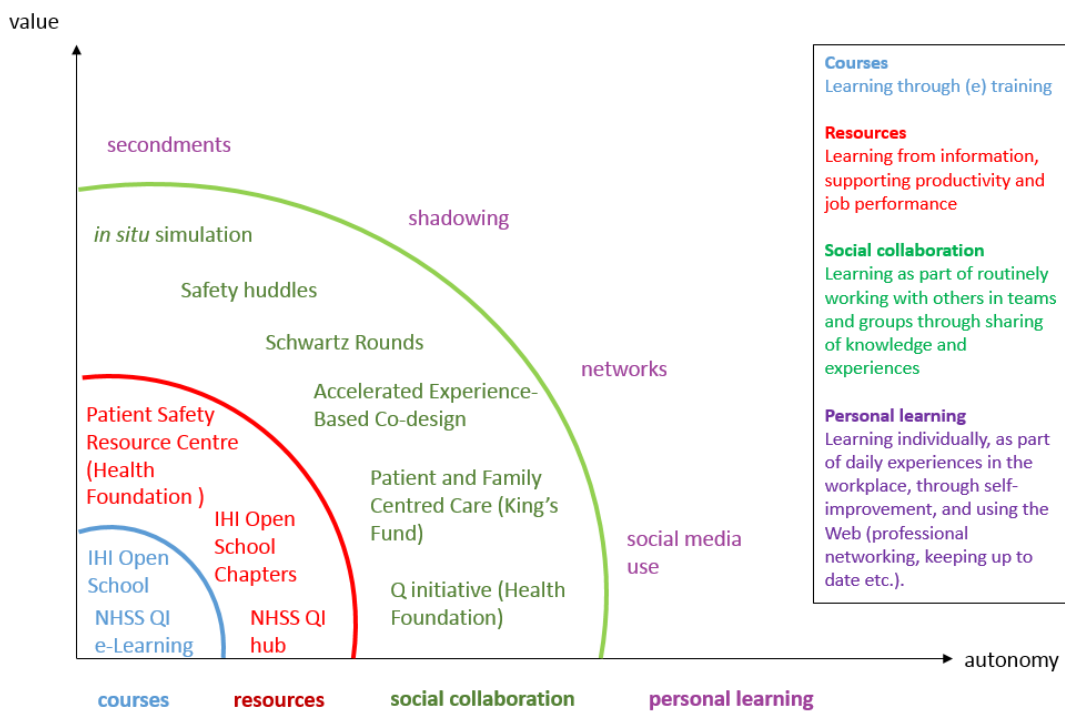 value
secondments
shadowing
in situ simulation
Safety huddles
Schwartz Rounds
networks
Accelerated Experience-
Based Co-design
Patient Safety
Resource Centre
(Health
Foundation )
Patient and Family
Centred Care (King's
Fund)
IHI Open
School
Chapters
social media
use
IHI Open
School
Q initiative (Health
Foundation)
NHSS QI
e-Learning
NHSS QI
hub
autonomy
courses
resources
social collaboration
personal learning
Courses
Learning through (e) training
Resources
Learning from information,
supporting productivity and
job performance
Social collaboration
Learning as part of routinely
working with others in teams
and groups through sharing
of knowledge and
experiences
Personal learning
Learning individually, as part
of daily experiences in the
workplace, through self-
improvement, and using the
Web (professional
networking, keeping up to
date etc.).